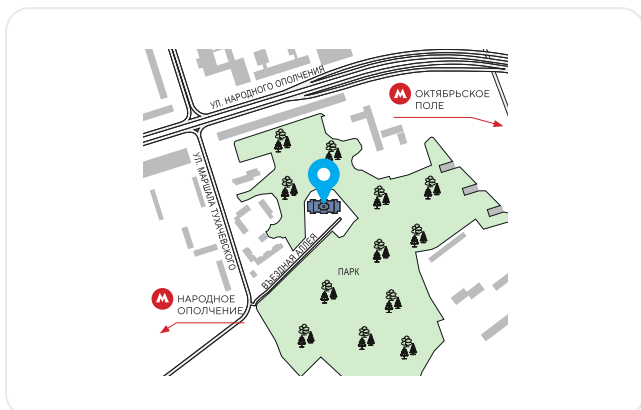 УЛ. НАРОДНОГО ОПОЛЧЕНИЯ
М ОКТЯБРЬСКОЕ
ПОЛЕ
УЛ. МАРШАЛА ТУХАЧЕВСКОГО
ВЪЕЗДНАЯ АЛЛЕЯ
ПАРК
М НАРОДНОЕ
ОПОЛЧЕНИЕ